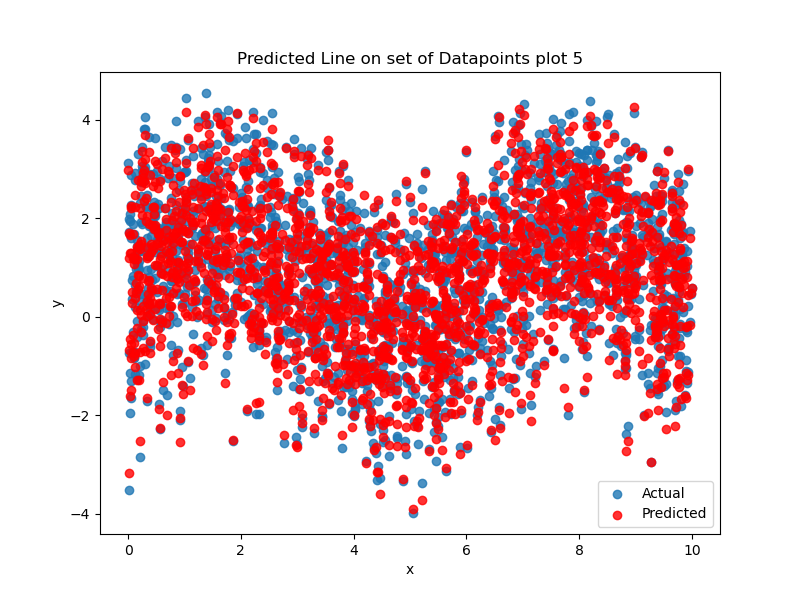 Predicted Line on set of Datapoints plot 5
y
4
2
0
−2
−4
0 2 4 6 8 10
x
Actual
Predicted